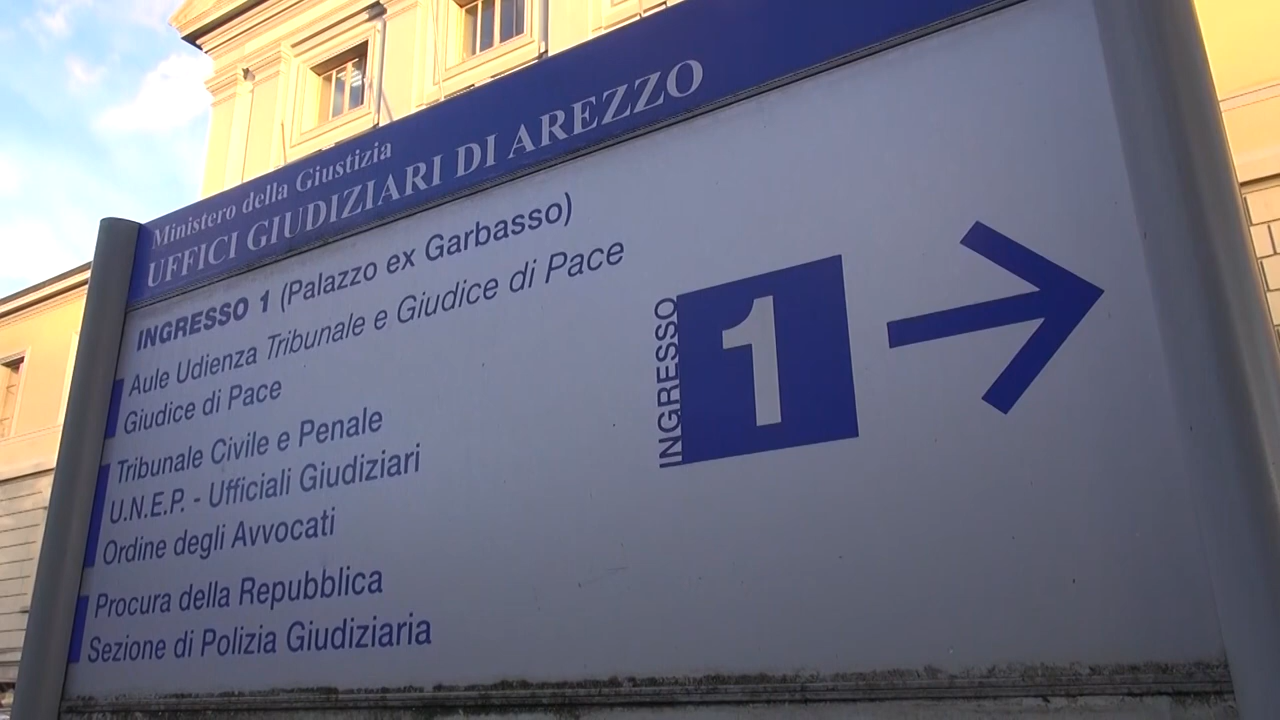 Ministero della Giustizia
UFFICI GIUDIZIARI DI AREZZO
INGRESSO 1 (Palazzo ex Garbasso)
Aule Udienza Tribunale e Giudice di Pace
Giudice di Pace
Tribunale Civile e Penale
U.N.E.P. - Ufficiali Giudiziari
Ordine degli Avvocati
Procura della Repubblica
Sezione di Polizia Giudiziaria
INGRESSO
1